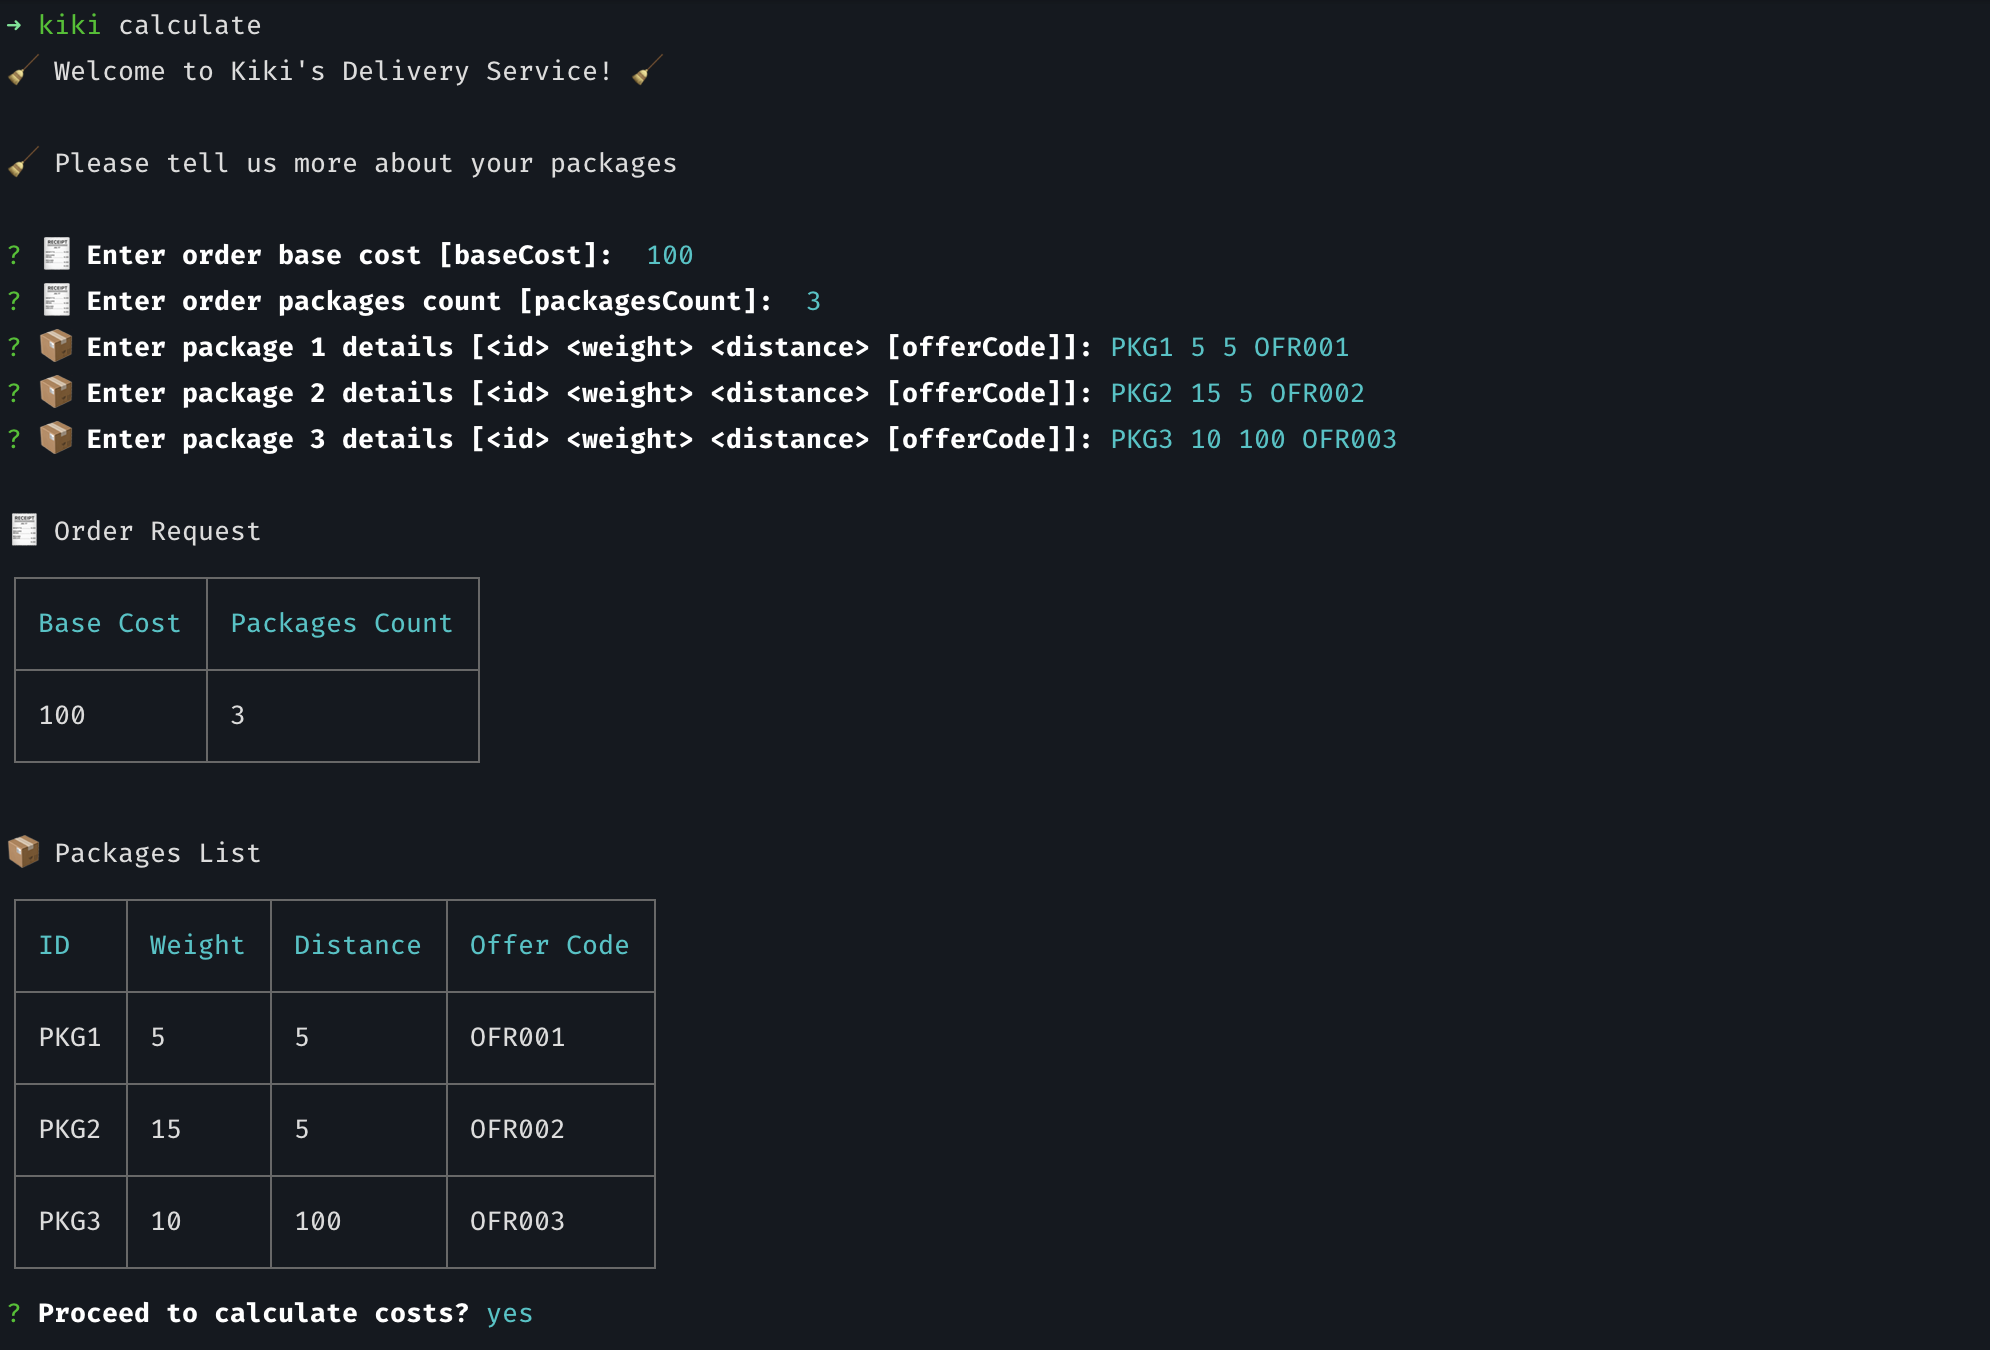 ➜ kiki calculate
🧹 Welcome to Kiki's Delivery Service! 🧹
🧹 Please tell us more about your packages
? 🧾 Enter order base cost [baseCost]: 100
? 🧾 Enter order packages count [packagesCount]: 3
? 📦 Enter package 1 details [<id> <weight> <distance> [offerCode]]: PKG1 5 5 OFR001
? 📦 Enter package 2 details [<id> <weight> <distance> [offerCode]]: PKG2 15 5 OFR002
? 📦 Enter package 3 details [<id> <weight> <distance> [offerCode]]: PKG3 10 100 OFR003
🧾 Order Request
Base Cost Packages Count
100 3
📦 Packages List
ID Weight Distance Offer Code
PKG1 5 5 OFR001
PKG2 15 5 OFR002
PKG3 10 100 OFR003
? Proceed to calculate costs? yes